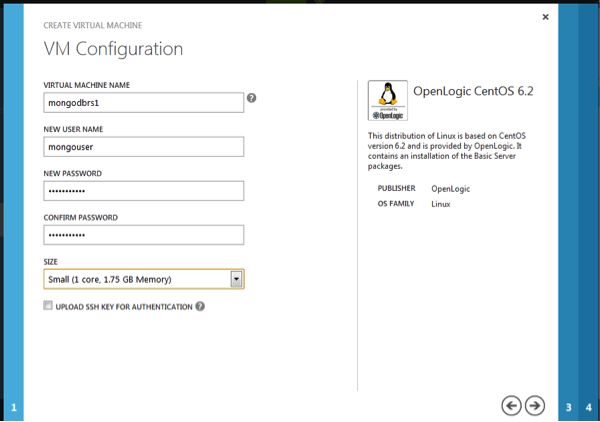 CREATE VIRTUAL MACHINE
VM Configuration
VIRTUAL MACHINE NAME
mongodbrs1
?
NEW USER NAME
mongouser
NEW PASSWORD
•••••••••••
CONFIRM PASSWORD
•••••••••••
SIZE
Small (1 core, 1.75 GB Memory)
UPLOAD SSH KEY FOR AUTHENTICATION ?
provided by
OpenLogic
OpenLogic CentOS 6.2
This distribution of Linux is based on CentOS
version 6.2 and is provided by OpenLogic. It
contains an installation of the Basic Server
packages.
PUBLISHER OpenLogic
OS FAMILY Linux
1
3
4